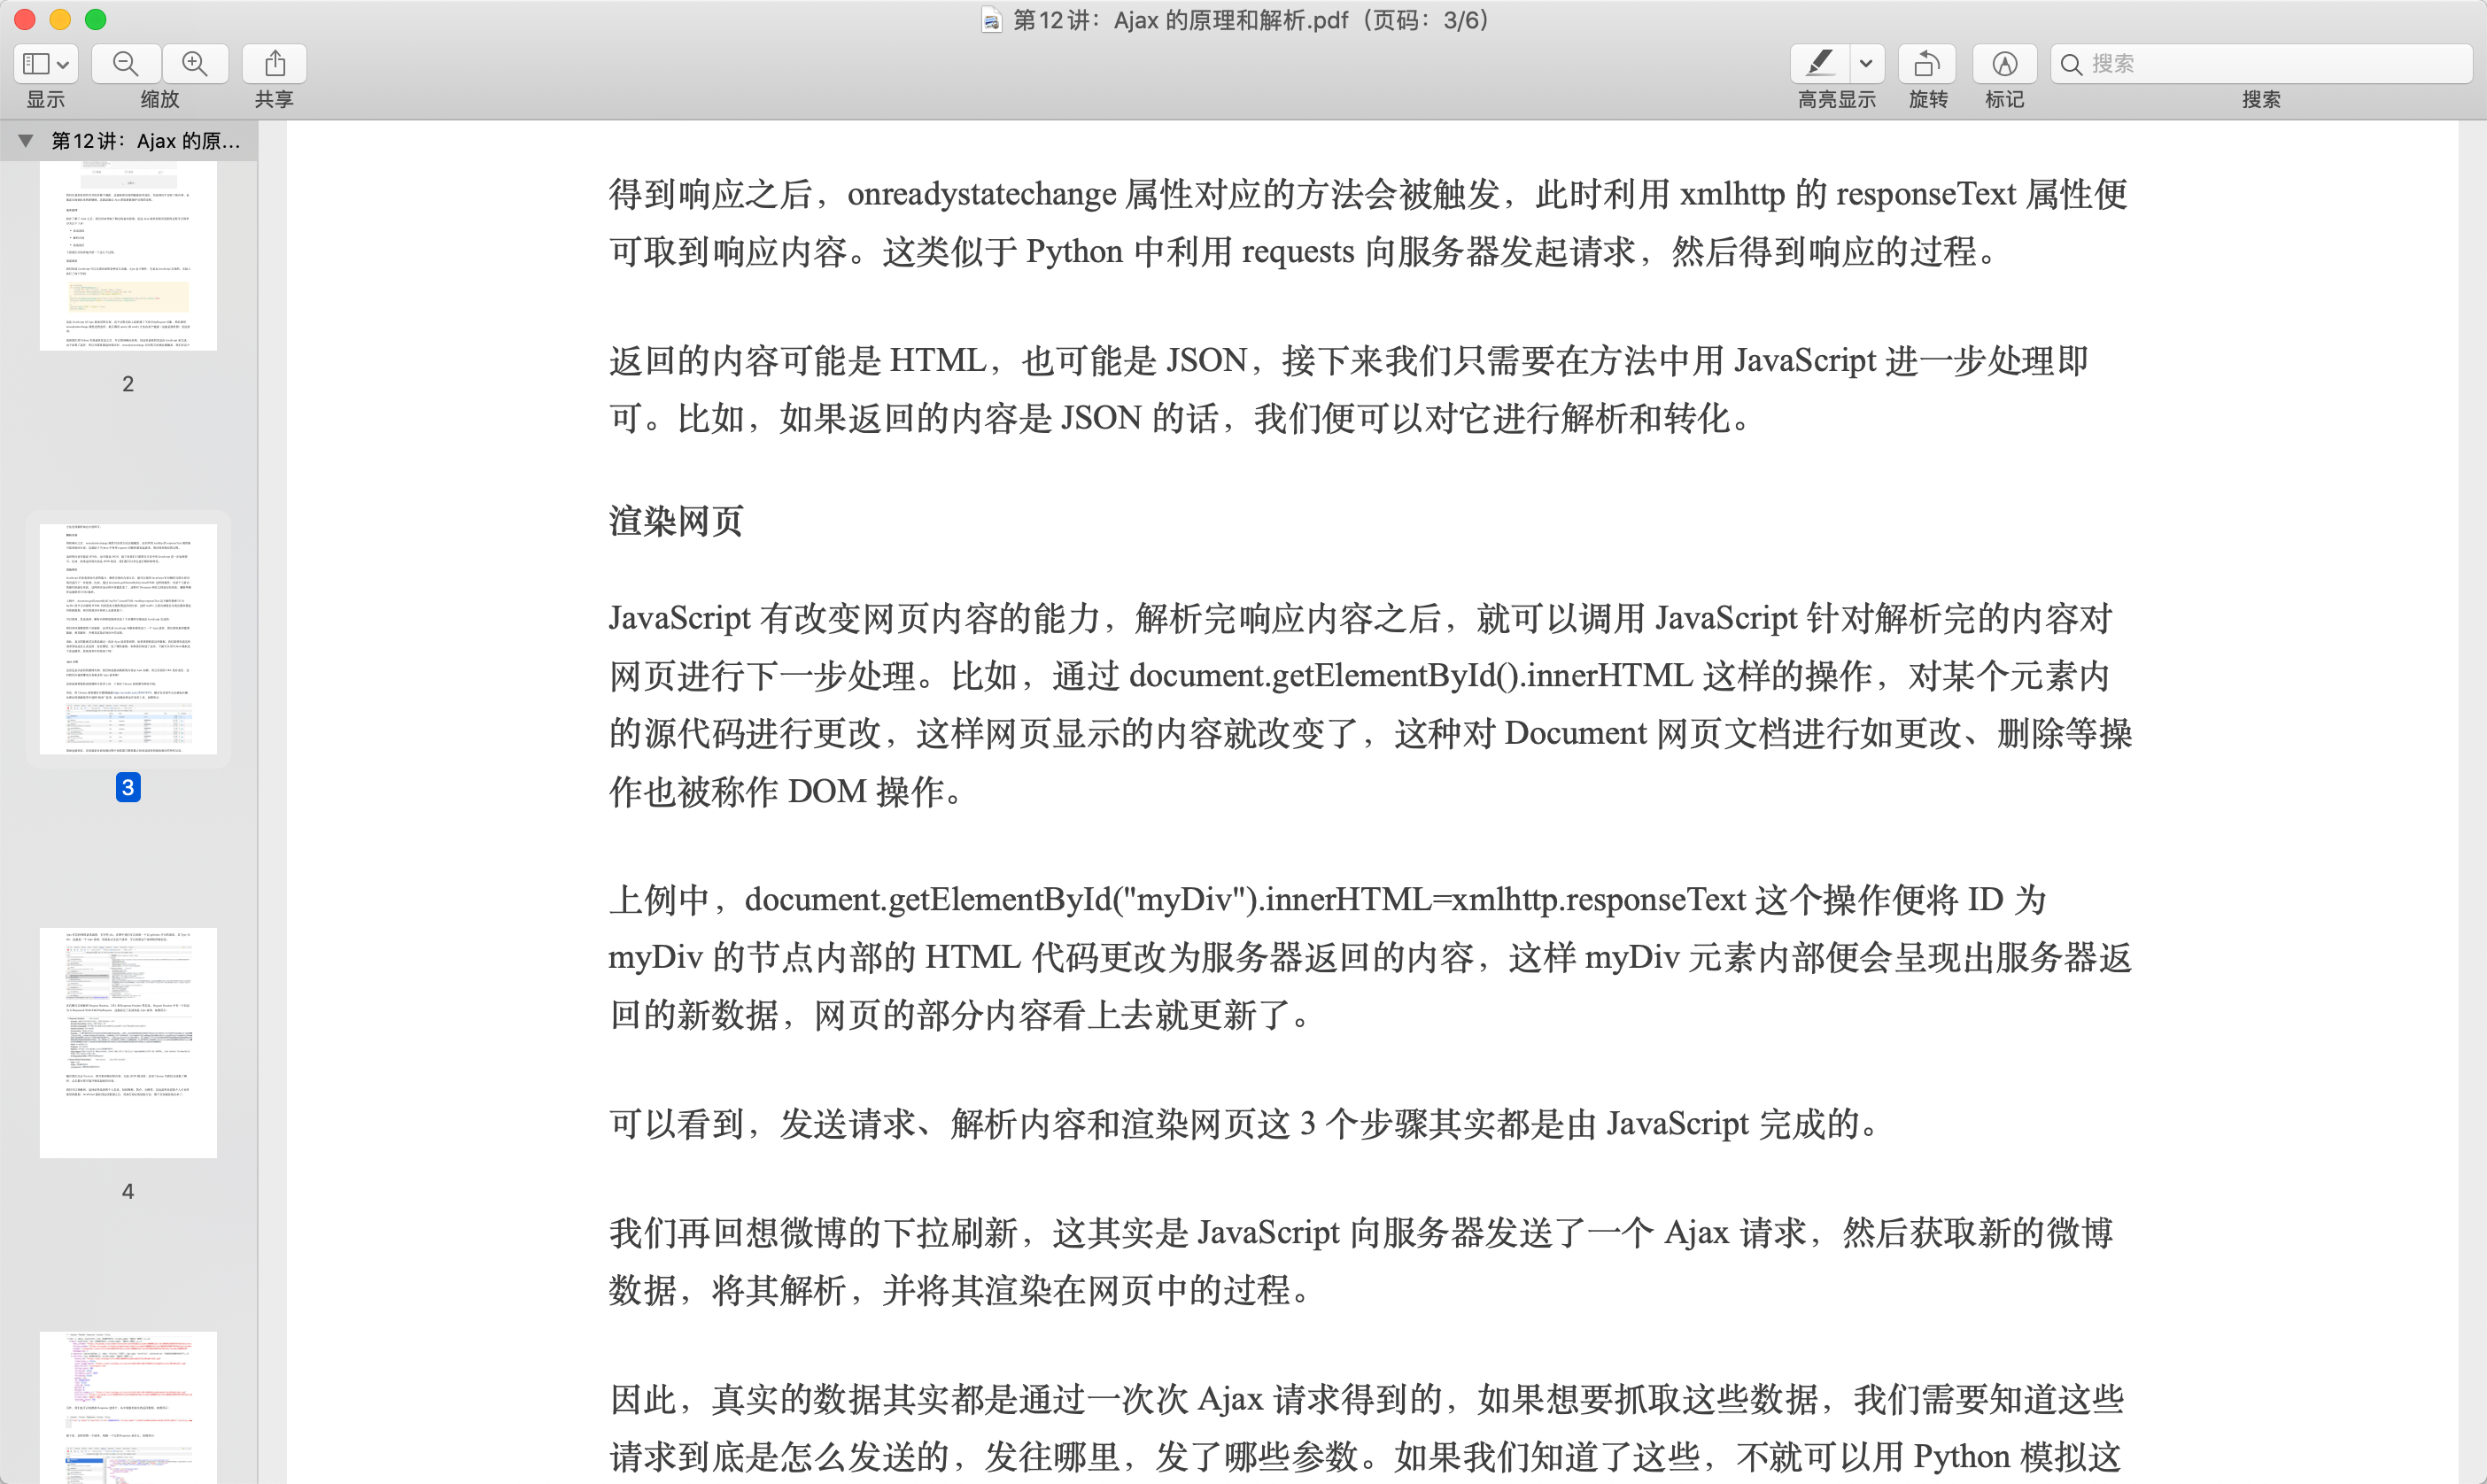 第12讲：Ajax 的原理和解析.pdf（页码：3/6）
显示
缩放
共享
高亮显示
旋转
标记
搜索
搜索
第12讲：Ajax 的原...
2
3
4
得到响应之后，onreadystatechange 属性对应的方法会被触发，此时利用 xmlhttp 的 responseText 属性便
可取到响应内容。这类似于 Python 中利用 requests 向服务器发起请求，然后得到响应的过程。
返回的内容可能是 HTML，也可能是 JSON，接下来我们只需要在方法中用 JavaScript 进一步处理即
可。比如，如果返回的内容是 JSON 的话，我们便可以对它进行解析和转化。
渲染网页
JavaScript 有改变网页内容的能力，解析完响应内容之后，就可以调用 JavaScript 针对解析完的内容对
网页进行下一步处理。比如，通过 document.getElementById().innerHTML 这样的操作，对某个元素内
的源代码进行更改，这样网页显示的内容就改变了，这种对 Document 网页文档进行如更改、删除等操
作也被称作 DOM 操作。
上例中，document.getElementById("myDiv").innerHTML=xmlhttp.responseText 这个操作便将 ID 为
myDiv 的节点内部的 HTML 代码更改为服务器返回的内容，这样 myDiv 元素内部便会呈现出服务器返
回的新数据，网页的部分内容看上去就更新了。
可以看到，发送请求、解析内容和渲染网页这 3 个步骤其实都是由 JavaScript 完成的。
我们再回想微博的下拉刷新，这其实是 JavaScript 向服务器发送了一个 Ajax 请求，然后获取新的微博
数据，将其解析，并将其渲染在网页中的过程。
因此，真实的数据其实都是通过一次次 Ajax 请求得到的，如果想要抓取这些数据，我们需要知道这些
请求到底是怎么发送的，发往哪里，发了哪些参数。如果我们知道了这些，不就可以用 Python 模拟这